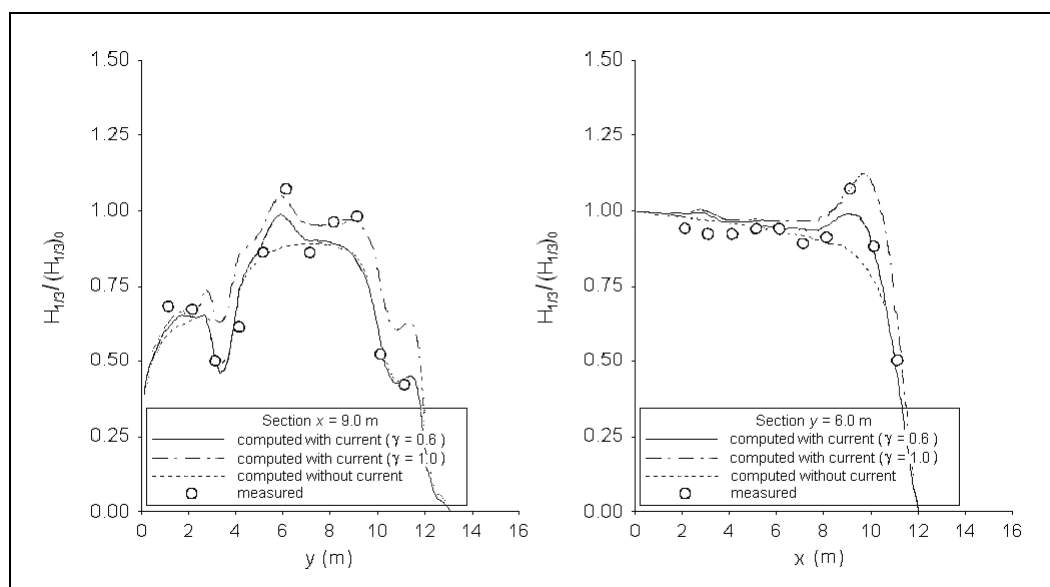 1.50
1.25
1.00
0.75
0.50
0.25
0.00
H1/3/(H1/3)0
Section x = 9.0 m
computed with current (γ = 0.6)
computed with current (γ = 1.0)
computed without current
measured
0 2 4 6 8 10 12 14 16
y (m)
1.50
1.25
1.00
0.75
0.50
0.25
0.00
H1/3/(H1/3)0
Section y = 6.0 m
computed with current (γ = 0.6)
computed with current (γ = 1.0)
computed without current
measured
0 2 4 6 8 10 12 14 16
x (m)